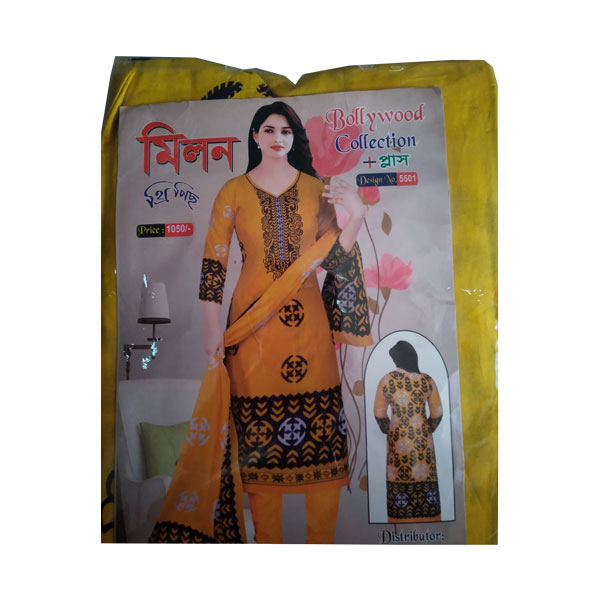 মিলন
থ্রি পিছ
Price : 1050/-
Bollywood
Collection
+প্লাস
Design No. 5501
Distributor: